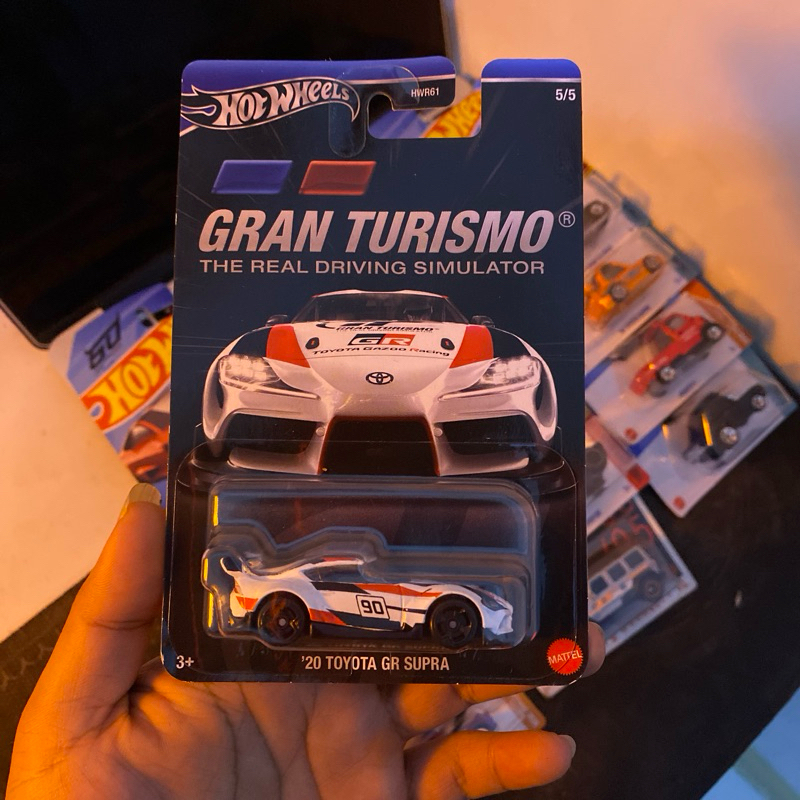 HOT WHEELS
HWR61
5/5
GRAN TURISMO®
THE REAL DRIVING SIMULATOR
GRAN TURISMO
GR
TOYOTA GAZOO Racing
90
3+
'20 TOYOTA GR SUPRA
MATTEL
HOT